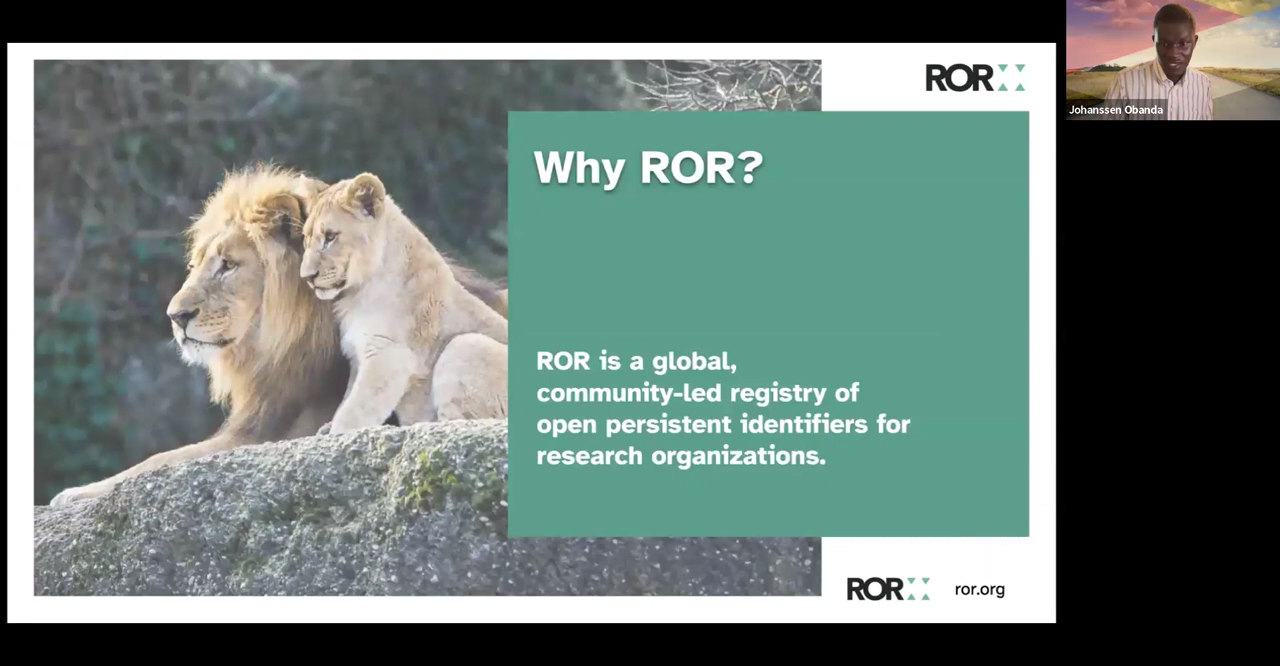 ROR
Johanssen Obanda
Why ROR?
ROR is a global,
community-led registry of
open persistent identifiers for
research organizations.
ROR
ror.org